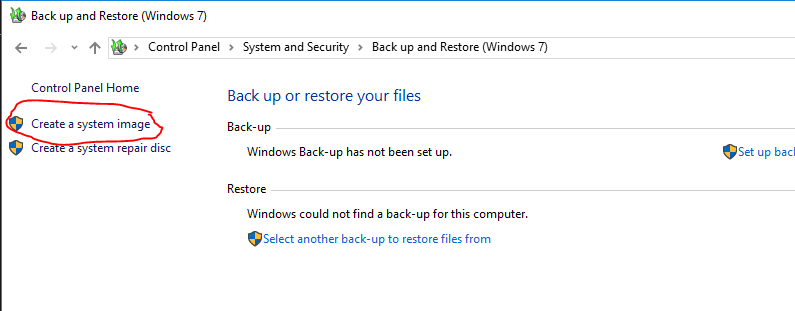 Back up and Restore (Windows 7)
Control Panel > System and Security > Back up and Restore (Windows 7)
Control Panel Home
Create a system image
Create a system repair disc
Back up or restore your files
Back-up
Windows Back-up has not been set up.
Set up back
Restore
Windows could not find a back-up for this computer.
Select another back-up to restore files from